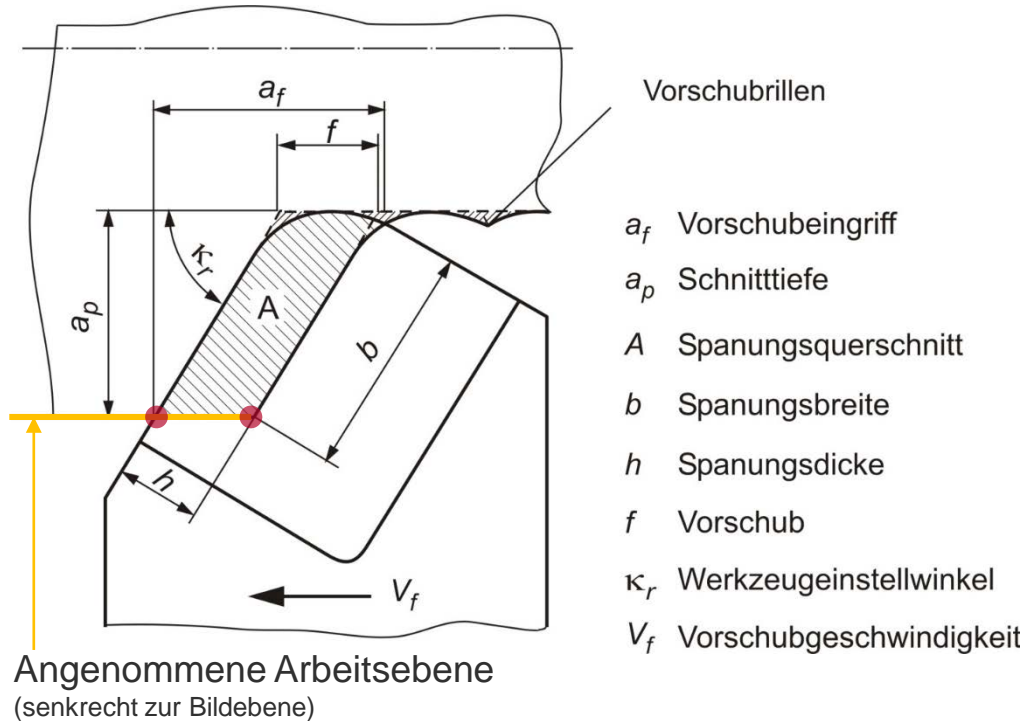 a_f
f
Vorschubrillen
κ_r
a_p
A
b
h
V_f
a_f Vorschubeingriff
a_p Schnitttiefe
A Spanungsquerschnitt
b Spanungsbreite
h Spanungsdicke
f Vorschub
κ_r Werkzeugeinstellwinkel
V_f Vorschubgeschwindigkeit
Angenommene Arbeitsebene
(senkrecht zur Bildebene)